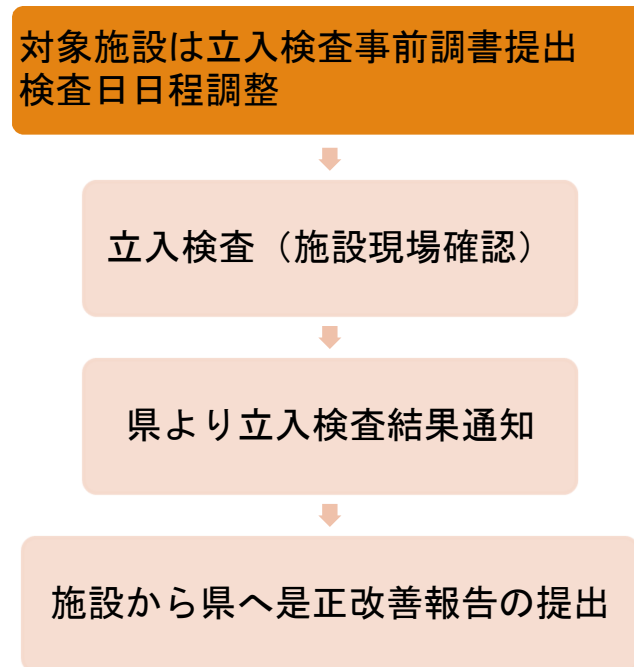 対象施設は立入検査事前調書提出
検査日日程調整
立入検査（施設現場確認）
県より立入検査結果通知
施設から県へ是正改善報告の提出